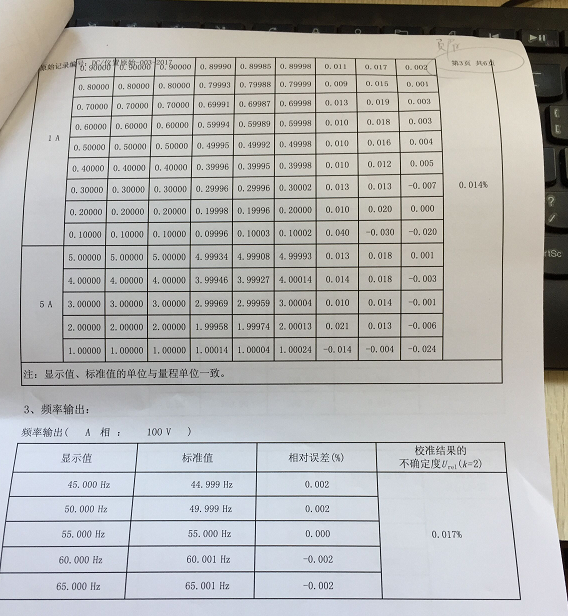 原始记录编号: DC/仪置原始-003-2017 第3页 共6页
0.90000 0.90000 0.90000 0.89990 0.89985 0.89998 0.011 0.017 0.002
0.80000 0.80000 0.80000 0.79993 0.79988 0.79999 0.009 0.015 0.001
0.70000 0.70000 0.70000 0.69991 0.69987 0.69998 0.013 0.019 0.003
0.60000 0.60000 0.60000 0.59994 0.59989 0.59998 0.010 0.018 0.003
1 A 0.50000 0.50000 0.50000 0.49995 0.49992 0.49998 0.010 0.016 0.004
0.40000 0.40000 0.40000 0.39996 0.39995 0.39998 0.010 0.012 0.005
0.30000 0.30000 0.30000 0.29996 0.29996 0.30002 0.013 0.013 -0.007 0.014%
0.20000 0.20000 0.20000 0.19998 0.19996 0.20000 0.010 0.020 0.000
0.10000 0.10000 0.10000 0.09996 0.10003 0.10002 0.040 -0.030 -0.020
5.00000 5.00000 5.00000 4.99934 4.99908 4.99993 0.013 0.018 0.001
4.00000 4.00000 4.00000 3.99946 3.99927 4.00014 0.014 0.018 -0.003
5 A 3.00000 3.00000 3.00000 2.99969 2.99959 3.00004 0.010 0.014 -0.001
2.00000 2.00000 2.00000 1.99958 1.99974 2.00013 0.021 0.013 -0.006
1.00000 1.00000 1.00000 1.00014 1.00004 1.00024 -0.014 -0.004 -0.024
注: 显示值、标准值的单位与量程单位一致。
3、频率输出:
频率输出( A 相 : 100 V )
显示值 标准值 相对误差(%) 校准结果的
不确定度Urel(k=2)
45.000 Hz 44.999 Hz 0.002
50.000 Hz 49.999 Hz 0.002
55.000 Hz 55.000 Hz 0.000 0.017%
60.000 Hz 60.001 Hz -0.002
65.000 Hz 65.001 Hz -0.002